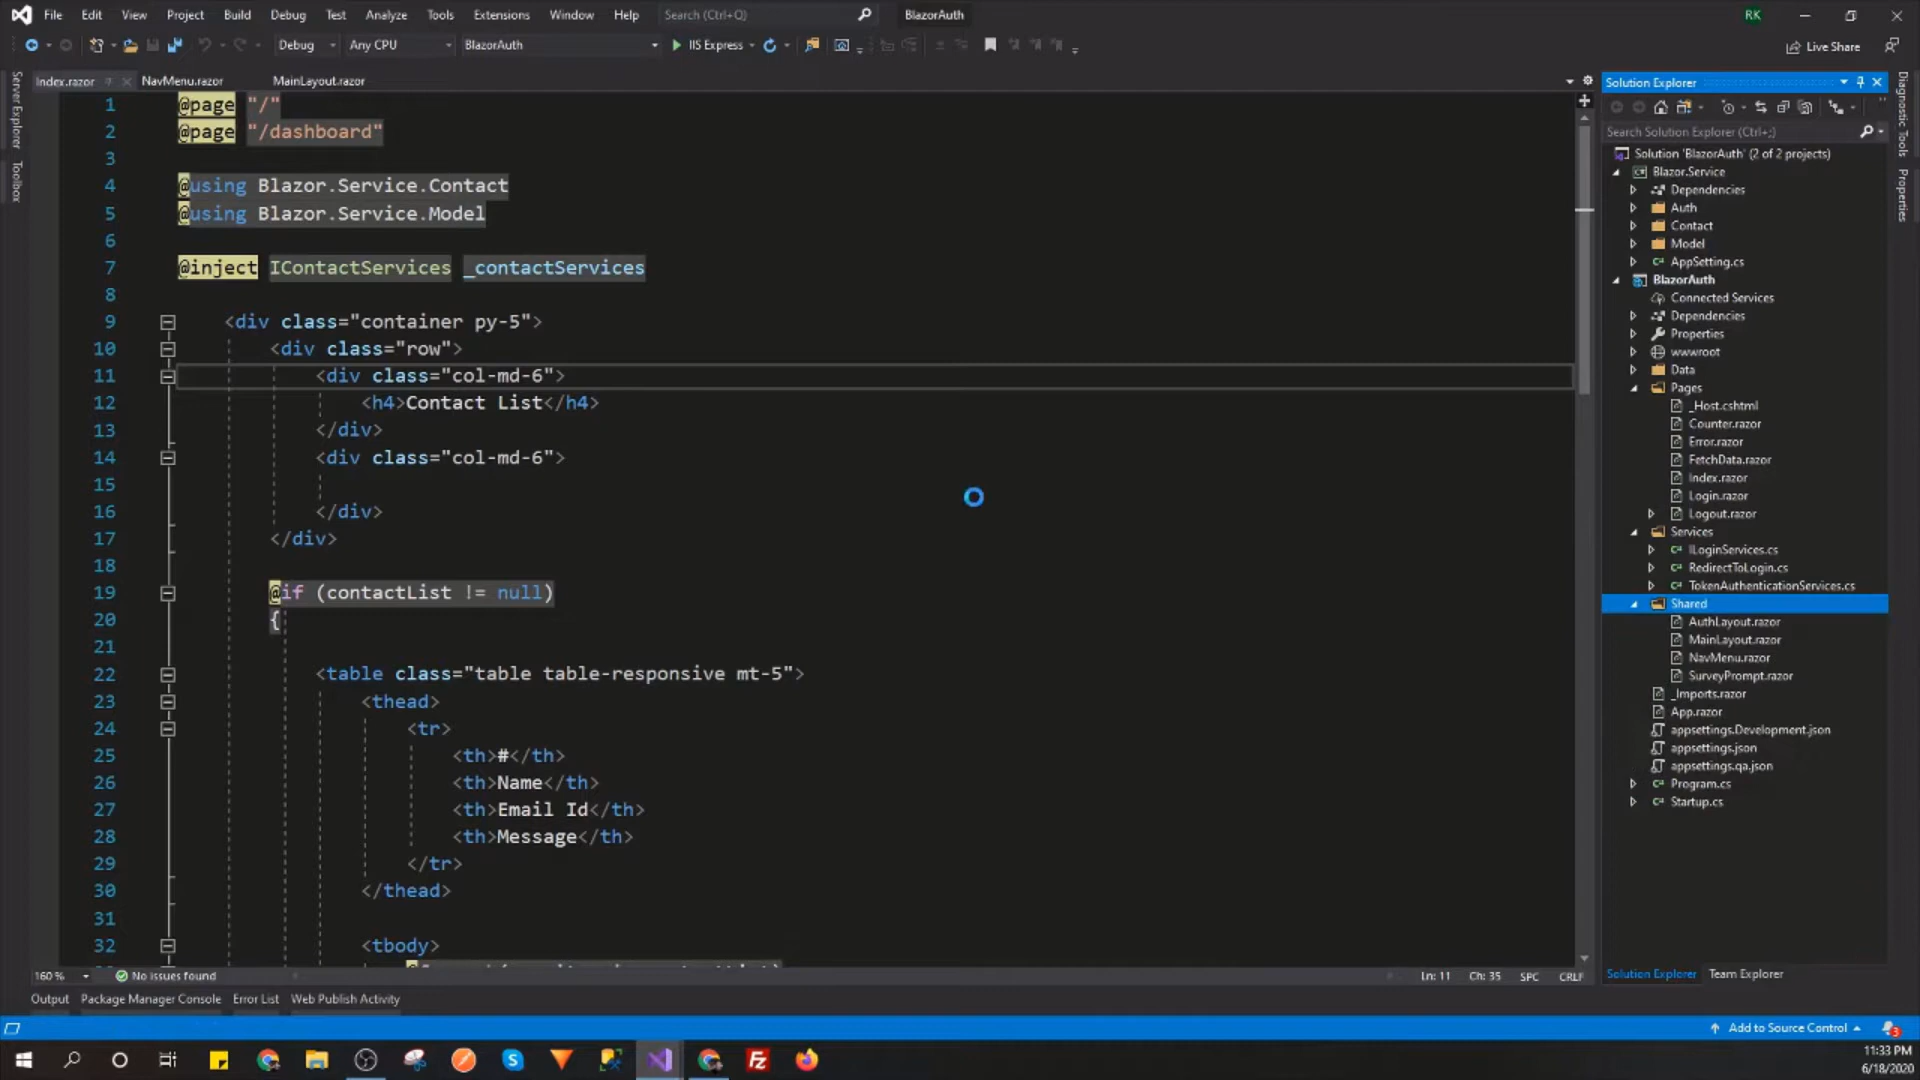 File Edit View Project Build Debug Test Analyze Tools Extensions Window Help Search (Ctrl+Q) BlazorAuth RK
Debug Any CPU BlazorAuth IIS Express Live Share
Index.razor NavMenu.razor MainLayout.razor
Server Explorer
Toolbox
1 @page "/"
2 @page "/dashboard"
3
4 @using Blazor.Service.Contact
5 @using Blazor.Service.Model
6
7 @inject IContactServices _contactServices
8
9 <div class="container py-5">
10 <div class="row">
11 <div class="col-md-6">
12 <h4>Contact List</h4>
13 </div>
14 <div class="col-md-6">
15
16 </div>
17 </div>
18
19 @if (contactList != null)
20 {
21
22 <table class="table table-responsive mt-5">
23 <thead>
24 <tr>
25 <th>#</th>
26 <th>Name</th>
27 <th>Email Id</th>
28 <th>Message</th>
29 </tr>
30 </thead>
31
32 <tbody>
160 % No issues found Ln: 11 Ch: 35 SPC CRLF
Output Package Manager Console Error List Web Publish Activity
Solution Explorer
Search Solution Explorer (Ctrl+;)
Solution 'BlazorAuth' (2 of 2 projects)
Blazor.Service
Dependencies
Auth
Contact
Model
C# AppSetting.cs
BlazorAuth
Connected Services
Dependencies
Properties
wwwroot
Data
Pages
_Host.cshtml
Counter.razor
Error.razor
FetchData.razor
Index.razor
Login.razor
Logout.razor
Services
C# ILoginServices.cs
C# RedirectToLogin.cs
C# TokenAuthenticationServices.cs
Shared
AuthLayout.razor
MainLayout.razor
NavMenu.razor
SurveyPrompt.razor
_Imports.razor
App.razor
appsettings.Development.json
appsettings.json
appsettings.qa.json
C# Program.cs
C# Startup.cs
Solution Explorer Team Explorer
Diagnostic Tools
Properties
Add to Source Control 3
11:33 PM
6/18/2020